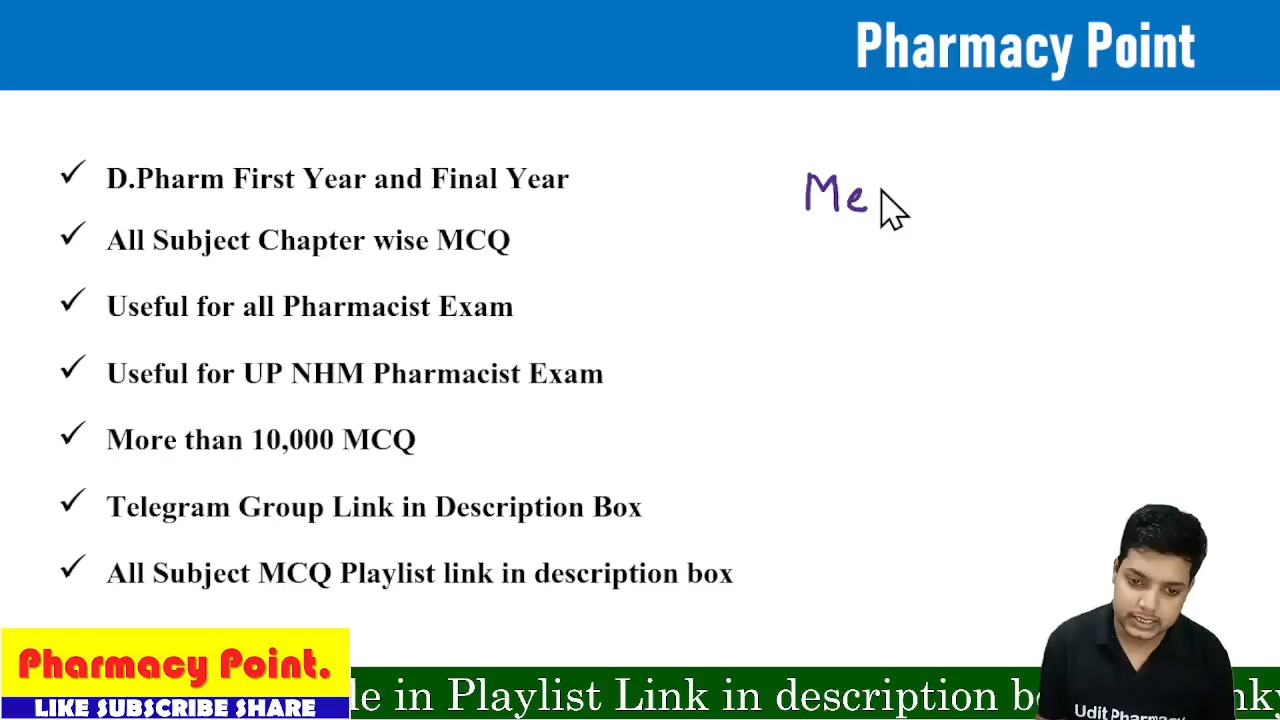 Pharmacy Point
✓ D.Pharm First Year and Final Year
Me
✓ All Subject Chapter wise MCQ
✓ Useful for all Pharmacist Exam
✓ Useful for UP NHM Pharmacist Exam
✓ More than 10,000 MCQ
✓ Telegram Group Link in Description Box
✓ All Subject MCQ Playlist link in description box
Pharmacy Point.
LIKE SUBSCRIBE SHARE
in Playlist Link in description
Udit Pharmacy